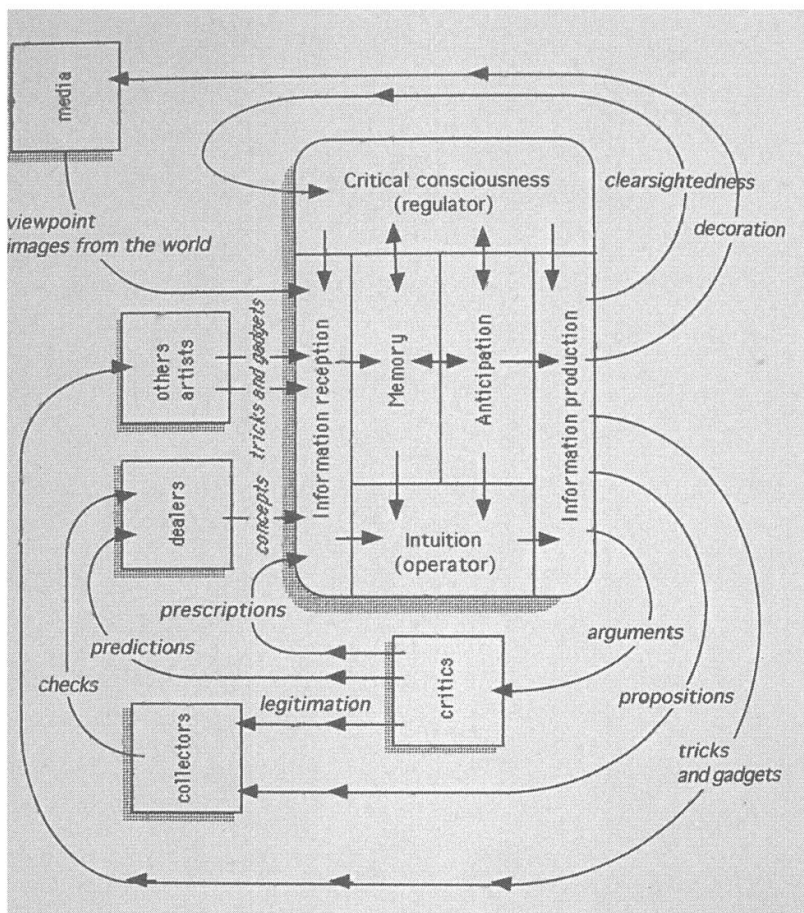 media
viewpoint
images from the world
Critical consciousness
(regulator)
clearsightedness
decoration
others
artists
tricks and gadgets
Information reception
Memory
Anticipation
Information production
dealers
concepts
Intuition
(operator)
prescriptions
predictions
checks
legitimation
critics
collectors
arguments
propositions
tricks
and gadgets